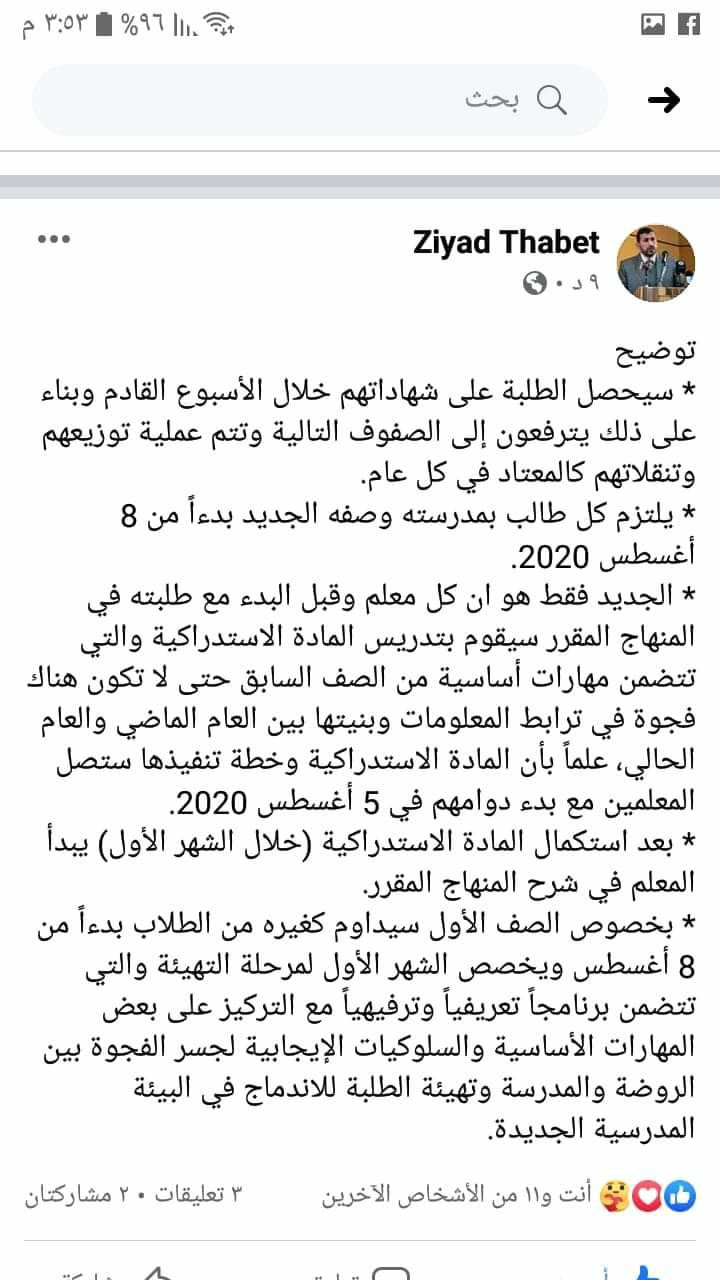 ٣:٥٣ م ٩٦%
بحث
Ziyad Thabet
٩ د
توضيح
* سيحصل الطلبة على شهاداتهم خلال الأسبوع القادم وبناء
على ذلك يترفعون إلى الصفوف التالية وتتم عملية توزيعهم
وتنقلاتهم كالمعتاد في كل عام.
* يلتزم كل طالب بمدرسته وصفه الجديد بدءاً من 8
أغسطس 2020.
* الجديد فقط هو ان كل معلم وقبل البدء مع طلبته في
المنهاج المقرر سيقوم بتدريس المادة الاستدراكية والتي
تتضمن مهارات أساسية من الصف السابق حتى لا تكون هناك
فجوة في ترابط المعلومات وبنيتها بين العام الماضي والعام
الحالي، علماً بأن المادة الاستدراكية وخطة تنفيذها ستصل
المعلمين مع بدء دوامهم في 5 أغسطس 2020.
* بعد استكمال المادة الاستدراكية (خلال الشهر الأول) يبدأ
المعلم في شرح المنهاج المقرر.
* بخصوص الصف الأول سيداوم كغيره من الطلاب بدءاً من
8 أغسطس ويخصص الشهر الأول لمرحلة التهيئة والتي
تتضمن برنامجاً تعريفياً وترفيهياً مع التركيز على بعض
المهارات الأساسية والسلوكيات الإيجابية لجسر الفجوة بين
الروضة والمدرسة وتهيئة الطلبة للاندماج في البيئة
المدرسية الجديدة.
أنت و١١ من الأشخاص الآخرين
٣ تعليقات • ٢ مشاركتان